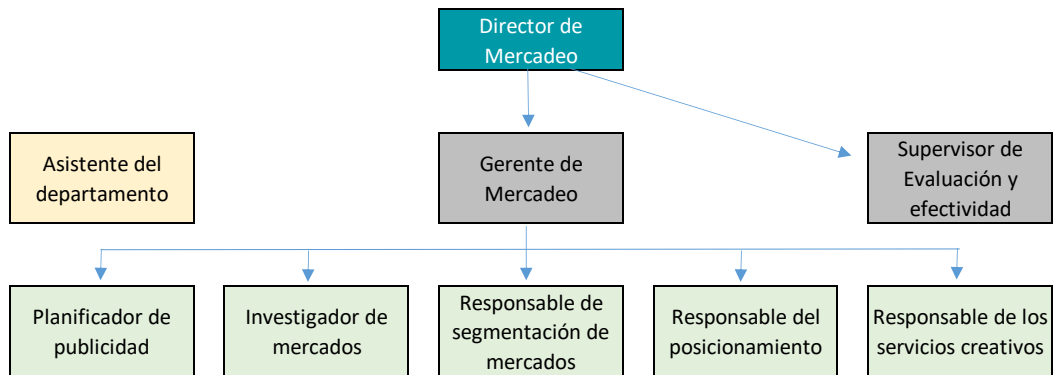 Director de
Mercadeo
Asistente del
departamento
Gerente de
Mercadeo
Supervisor de
Evaluación y
efectividad
Planificador de
publicidad
Investigador de
mercados
Responsable de
segmentación de
mercados
Responsable del
posicionamiento
Responsable de los
servicios creativos